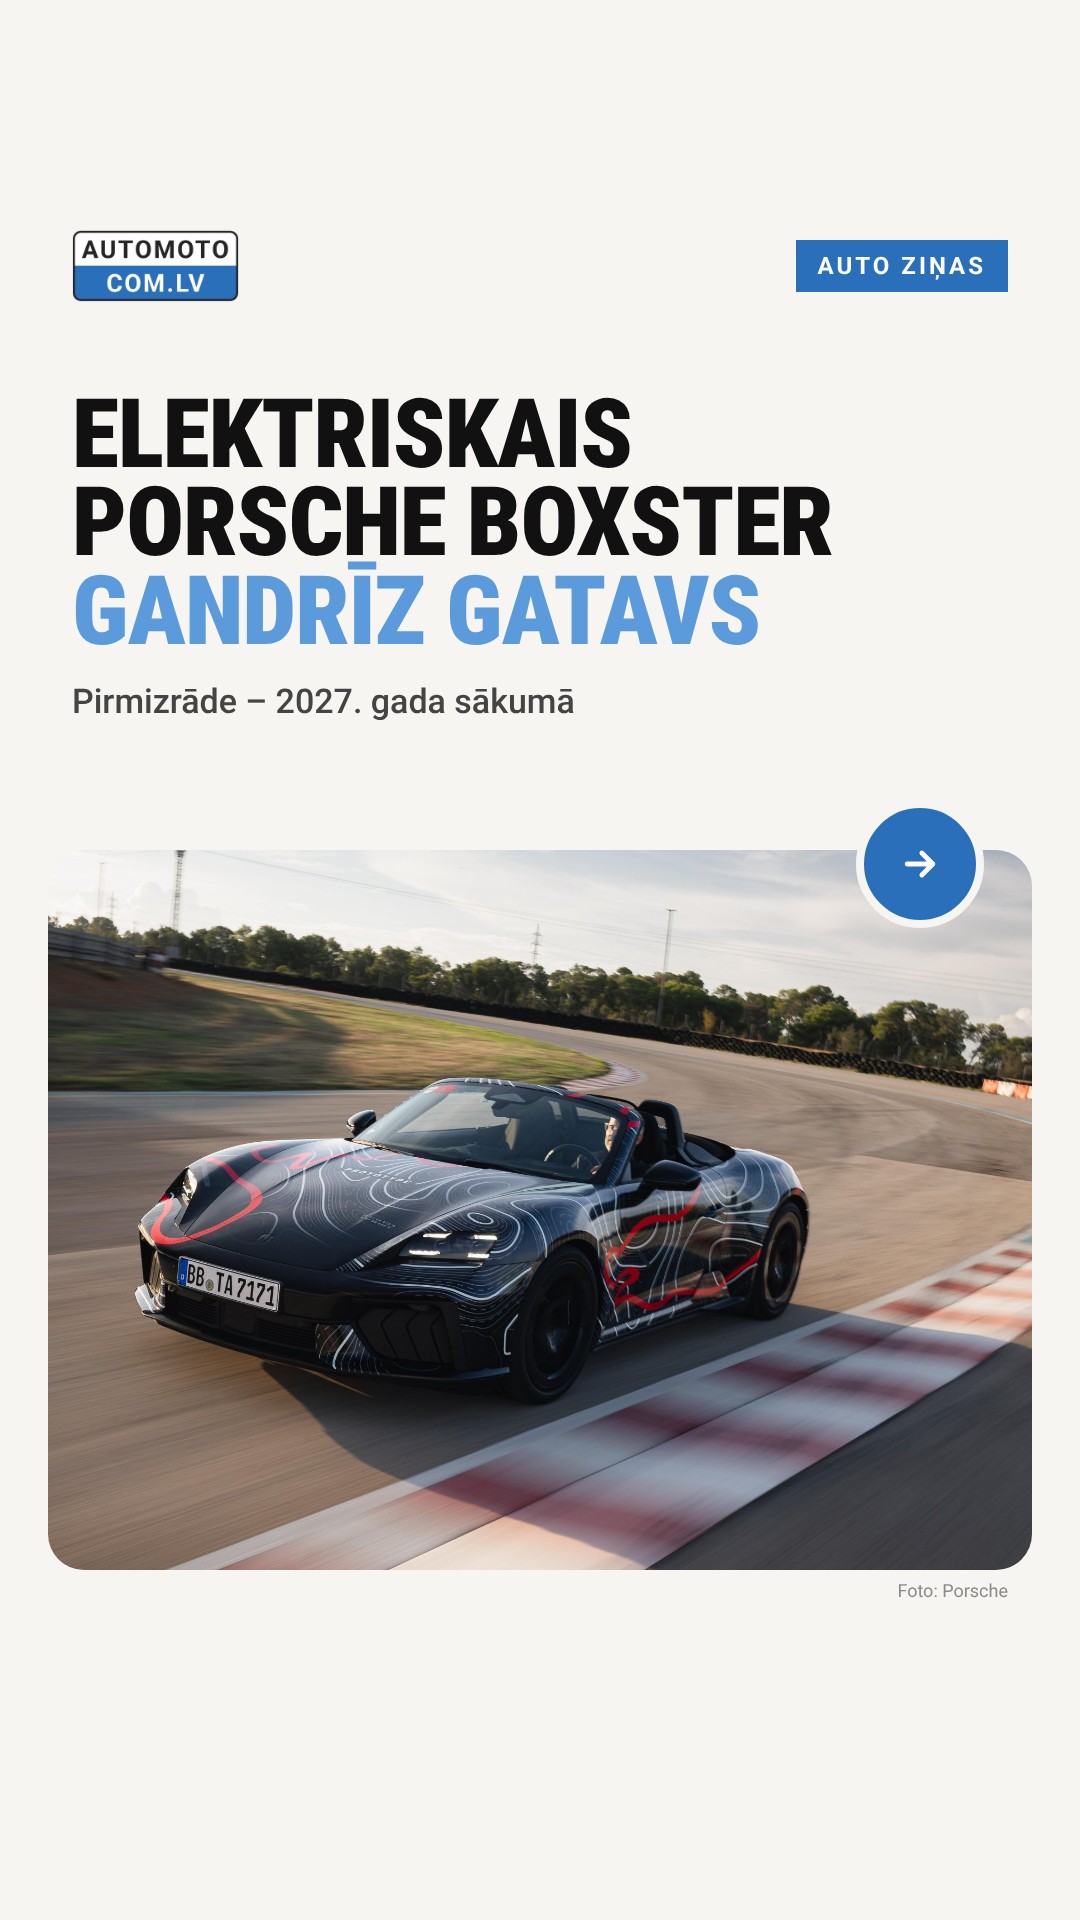 AUTOMOTO
COM.LV
AUTO ZIŅAS
ELEKTRISKAIS
PORSCHE BOXSTER
GANDRĪZ GATAVS
Pirmizrāde – 2027. gada sākumā
BB TA 7171
Foto: Porsche